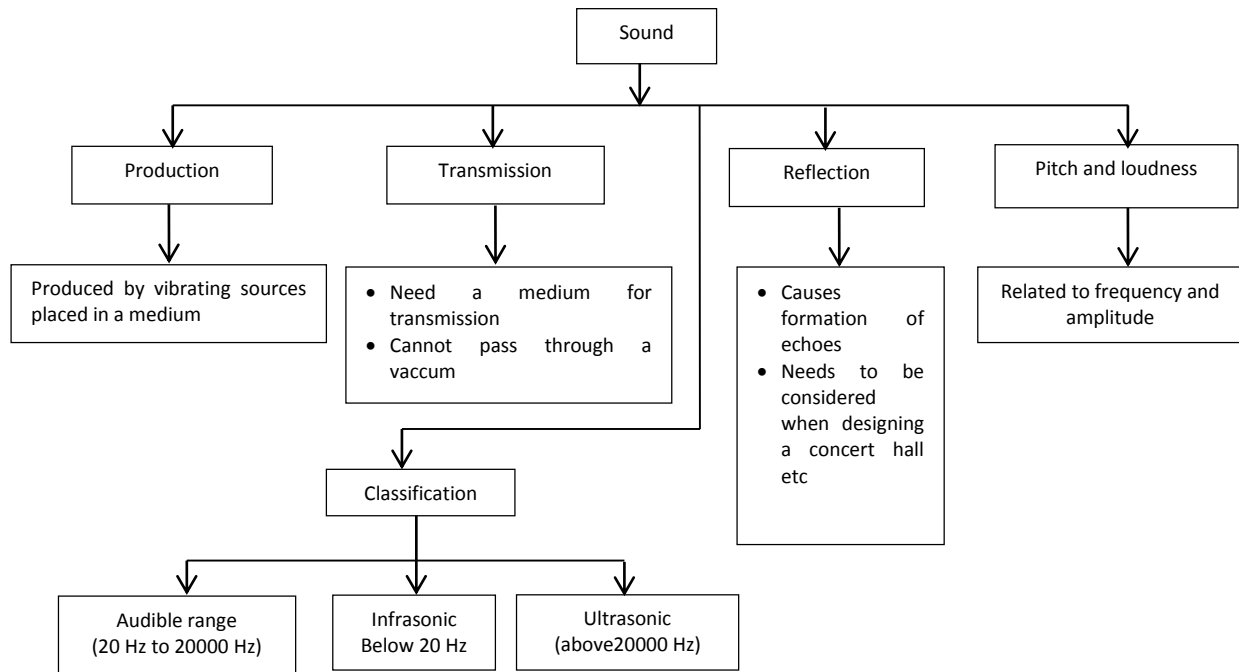 Sound
Production
Transmission
Reflection
Pitch and loudness
Produced by vibrating sources
placed in a medium
• Need a medium for
transmission
• Cannot pass through a
vaccum
• Causes
formation of
echoes
• Needs to be
considered
when designing
a concert hall
etc
Related to frequency and
amplitude
Classification
Audible range
(20 Hz to 20000 Hz)
Infrasonic
Below 20 Hz
Ultrasonic
(above20000 Hz)